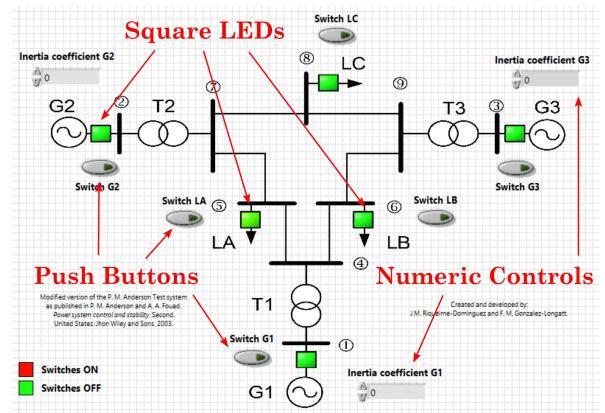 Switch LC
Square LEDs
Inertia coefficient G2
0
⑧
LC
Inertia coefficient G3
0
⑦
⑨
G2
②
T2
T3
③
G3
Switch G2
Switch LA
Switch LB
Switch G3
⑤
⑥
LA
LB
Push Buttons
④
Numeric Controls
Modified version of the P. M. Anderson Test system
as published in P. M. Anderson and A. A. Fouad,
Power system control and stability. Second.
United States: Jhon Wiley and Sons, 2003.
T1
Created and developed by:
J.M. Riquelme-Dominguez and F. M. Gonzalez-Longatt.
Switch G1
①
Switches ON
Switches OFF
G1
Inertia coefficient G1
0